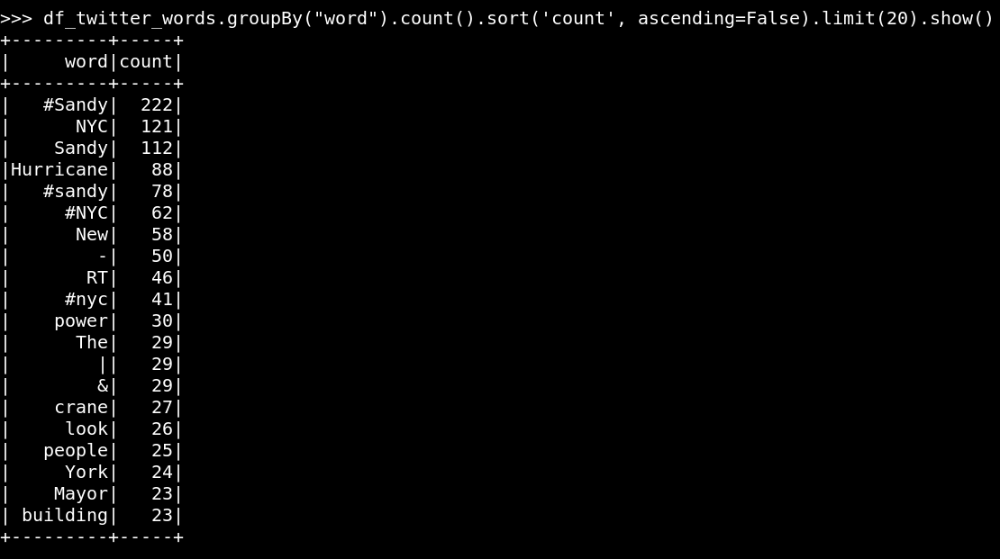 >>> df_twitter_words.groupBy("word").count().sort('count', ascending=False).limit(20).show()
+---------+-----+
|     word|count|
+---------+-----+
|   #Sandy|  222|
|      NYC|  121|
|    Sandy|  112|
|Hurricane|   88|
|   #sandy|   78|
|     #NYC|   62|
|      New|   58|
|        -|   50|
|       RT|   46|
|     #nyc|   41|
|    power|   30|
|      The|   29|
|        ||   29|
|        &|   29|
|    crane|   27|
|     look|   26|
|   people|   25|
|     York|   24|
|    Mayor|   23|
| building|   23|
+---------+-----+